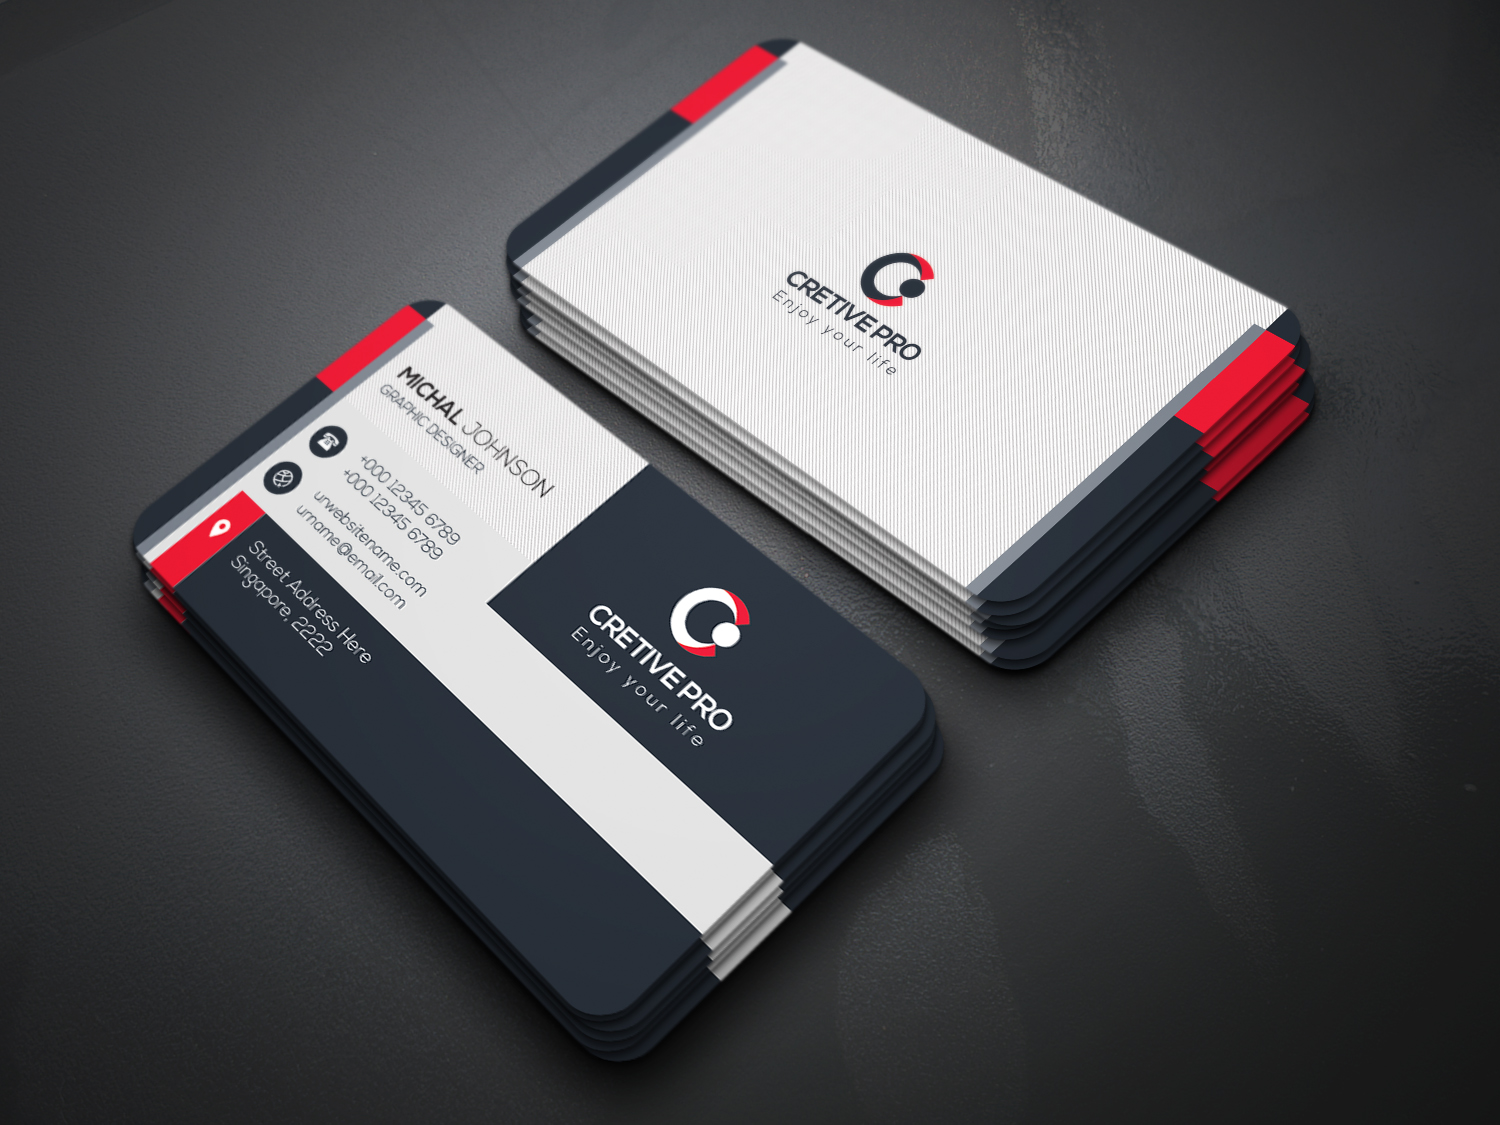 CRETIVE PRO
Enjoy your life
MICHAL JOHNSON
GRAPHIC DESIGNER
+000 12345 6789
+000 12345 6789
urwebsitename.com
urname@email.com
Street Address Here
Singapore, 2222
CRETIVE PRO
Enjoy your life